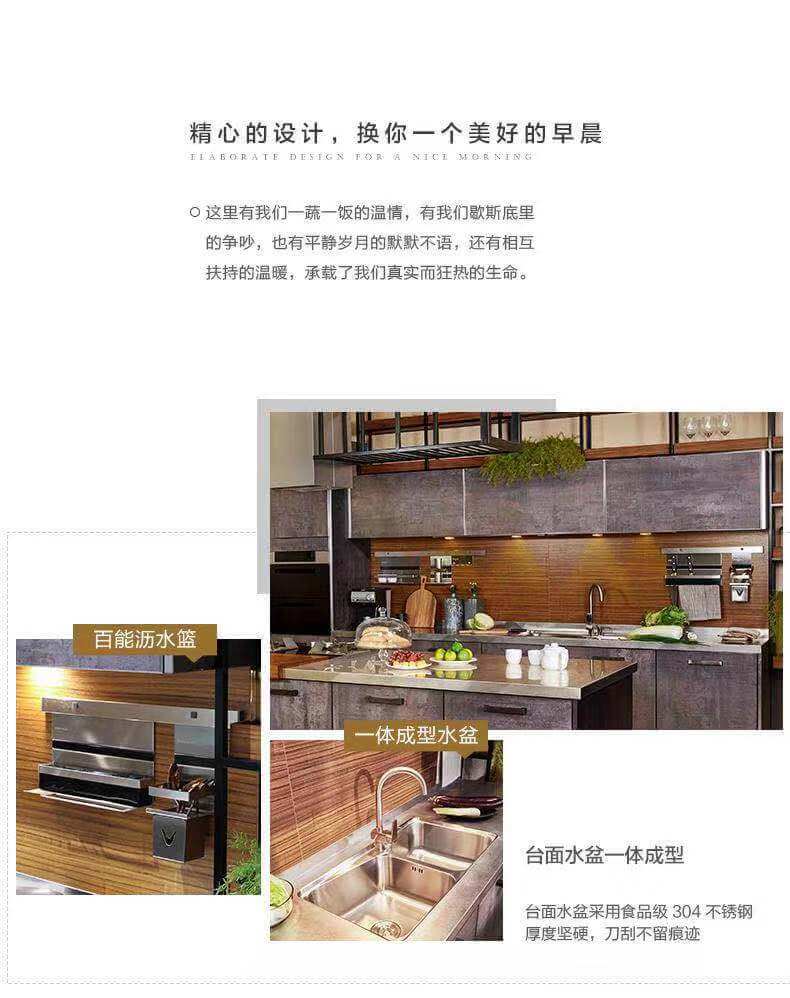 精心的设计，换你一个美好的早晨
ELABORATE DESIGN FOR A NICE MORNING
这里有我们一蔬一饭的温情，有我们歇斯底里
的争吵，也有平静岁月的默默不语，还有相互
扶持的温暖，承载了我们真实而狂热的生命。
百能沥水篮
一体成型水盆
台面水盆一体成型
台面水盆采用食品级 304 不锈钢
厚度坚硬，刀刮不留痕迹